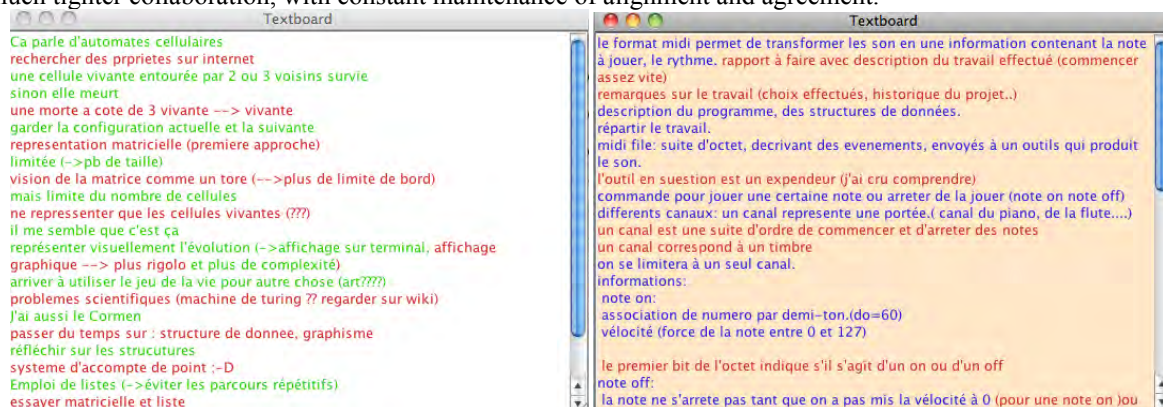 uch tighter collaboration, with constant maintenance of alignment and agreement.
Textboard
Ca parle d'automates cellulaires
rechercher des prprietes sur internet
une cellule vivante entourée par 2 ou 3 voisins survie
sinon elle meurt
une morte a cote de 3 vivante --> vivante
garder la configuration actuelle et la suivante
representation matricielle (premiere approche)
limitée (->pb de taille)
vision de la matrice comme un tore (-->plus de limite de bord)
mais limite du nombre de cellules
ne repressenter que les cellules vivantes (???)
il me semble que c'est ça
représenter visuellement l'évolution (->affichage sur terminal, affichage
graphique --> plus rigolo et plus de complexité)
arriver à utiliser le jeu de la vie pour autre chose (art????)
problemes scientifiques (machine de turing ?? regarder sur wiki)
J'ai aussi le Cormen
passer du temps sur : structure de donnee, graphisme
réfléchir sur les strucutures
systeme d'accompte de point :-D
Emploi de listes (->éviter les parcours répétitifs)
essayer matricielle et liste
Textboard
le format midi permet de transformer les son en une information contenant la note
à jouer, le rythme. rapport à faire avec description du travail effectué (commencer
assez vite)
remarques sur le travail (choix effectués, historique du projet..)
description du programme, des structures de données.
répartir le travail.
midi file: suite d'octet, decrivant des evenements, envoyés à un outils qui produit
le son.
l'outil en suestion est un expendeur (j'ai cru comprendre)
commande pour jouer une certaine note ou arreter de la jouer (note on note off)
differents canaux: un canal represente une portée.( canal du piano, de la flute....)
un canal est une suite d'ordre de commencer et d'arreter des notes
un canal correspond à un timbre
on se limitera à un seul canal.
informations:
note on:
association de numero par demi-ton.(do=60)
vélocité (force de la note entre 0 et 127)
le premier bit de l'octet indique s'il s'agit d'un on ou d'un off
note off:
la note ne s'arrete pas tant que on a pas mis la vélocité à 0 (pour une note on )ou